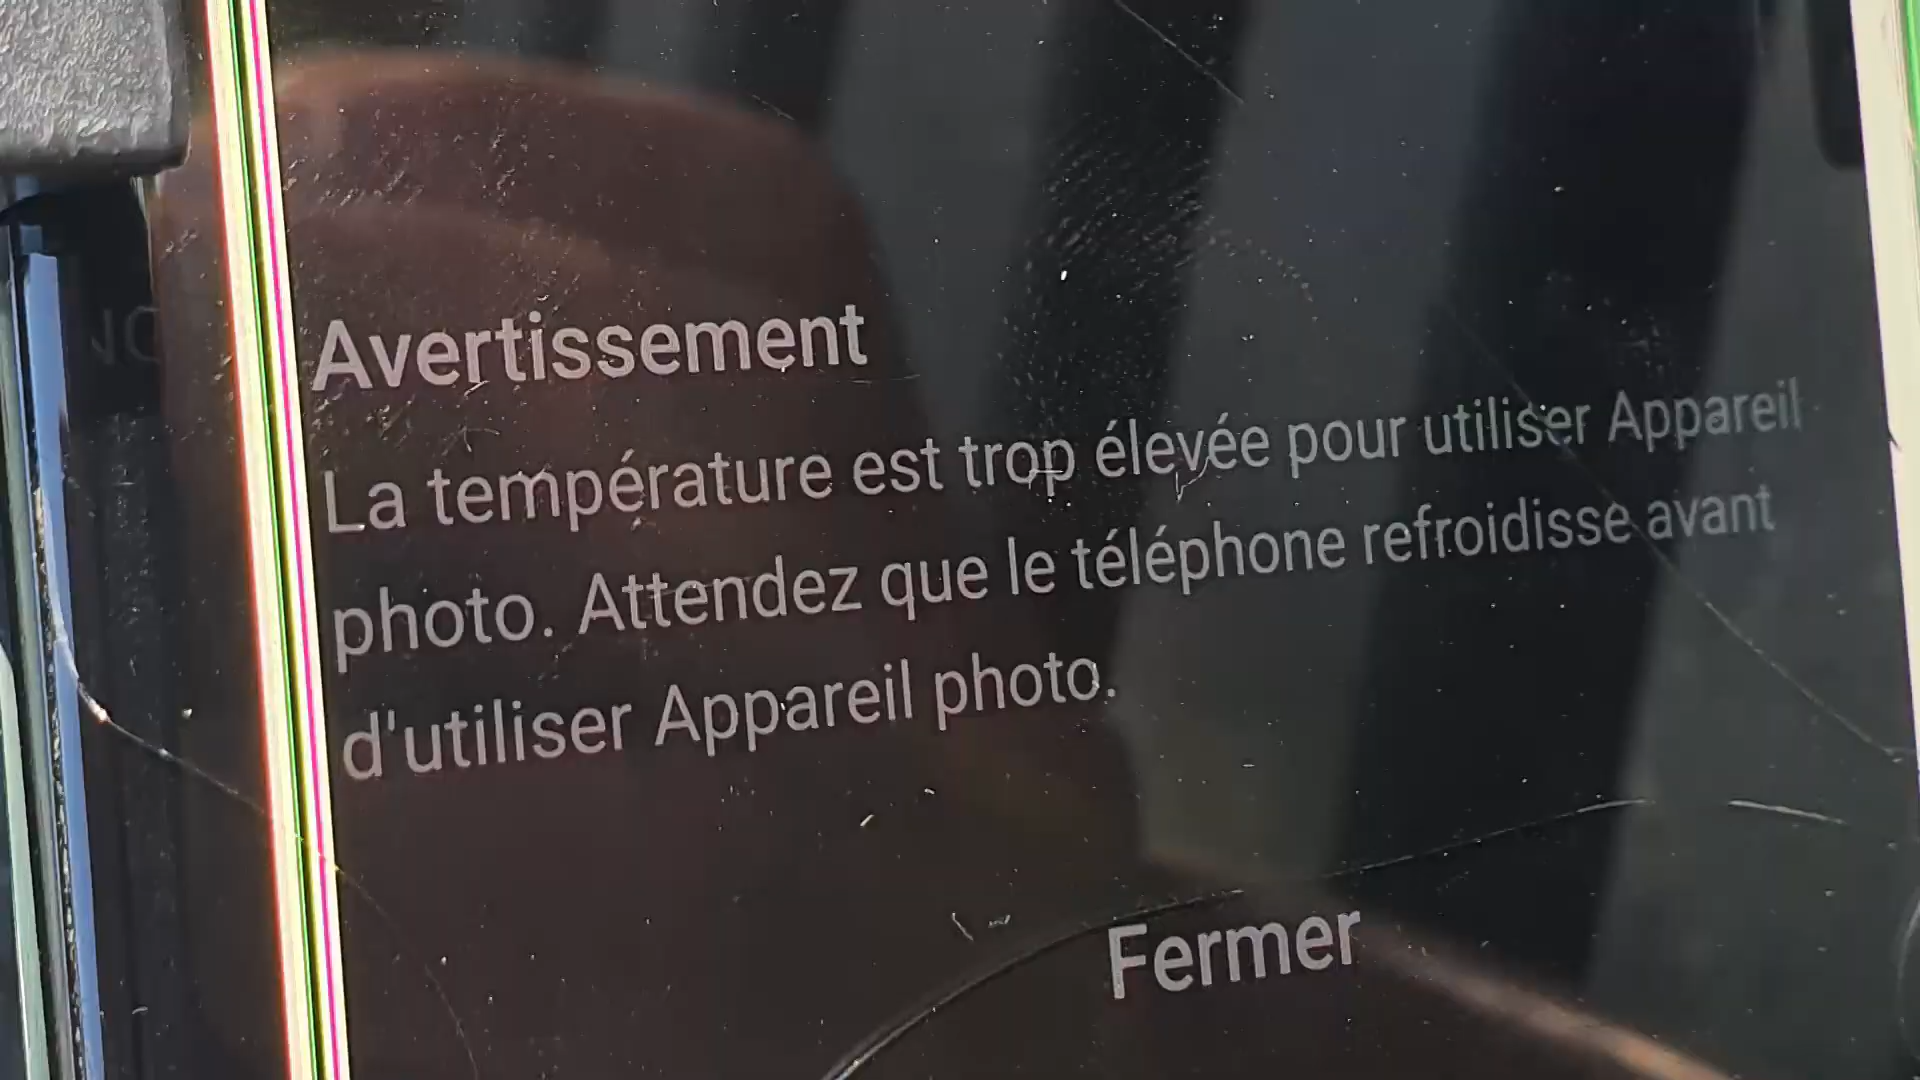 Avertissement
La température est trop élevée pour utiliser Appareil
photo. Attendez que le téléphone refroidisse avant
d'utiliser Appareil photo.
Fermer